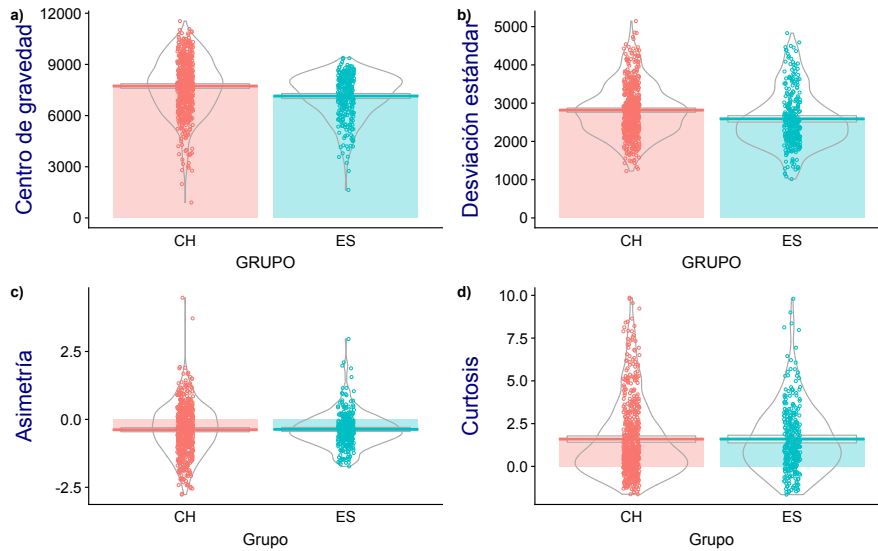 a)
Centro de gravedad
12000
9000
6000
3000
0
CH
ES
GRUPO
b)
Desviación estándar
5000
4000
3000
2000
1000
0
CH
ES
GRUPO
c)
Asimetría
2.5
0.0
-2.5
CH
ES
Grupo
d)
Curtosis
10.0
7.5
5.0
2.5
0.0
CH
ES
Grupo